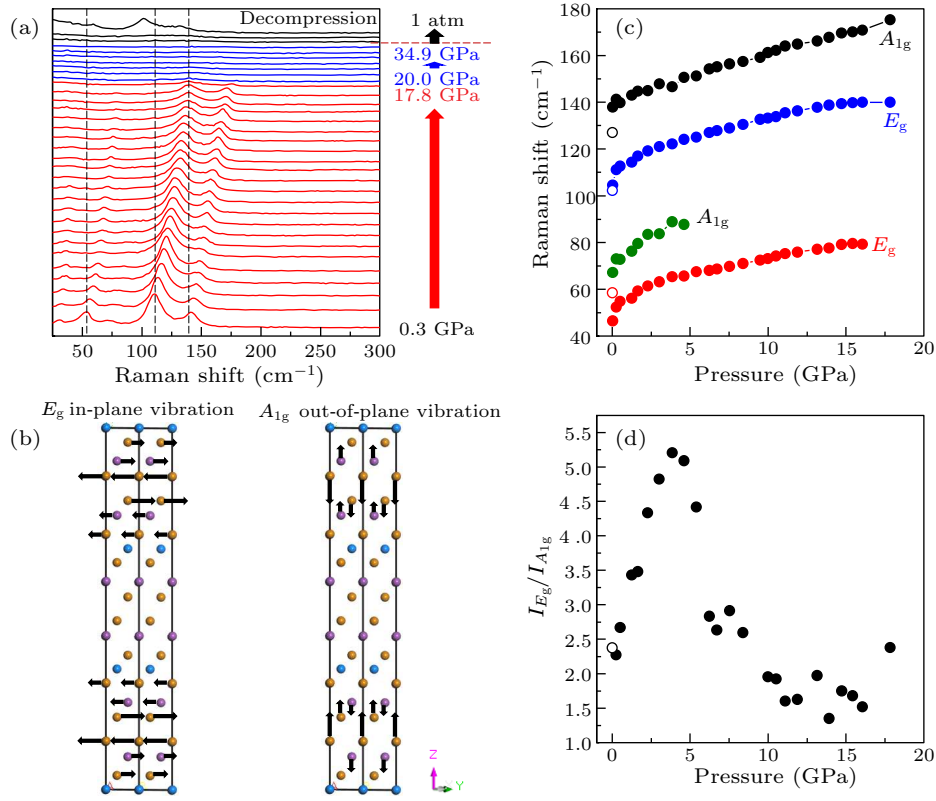 (a)
Decompression
1 atm
34.9 GPa
20.0 GPa
17.8 GPa
0.3 GPa
50 100 150 200 250 300
Raman shift (cm−1)
(c)
180
160
140
120
100
80
60
40
Raman shift (cm−1)
A1g
Eg
A1g
Eg
0 5 10 15 20
Pressure (GPa)
(b)
Eg in-plane vibration
A1g out-of-plane vibration
Z
Y
(d)
5.5
5.0
4.5
4.0
3.5
3.0
2.5
2.0
1.5
1.0
IEg/IA1g
0 5 10 15 20
Pressure (GPa)